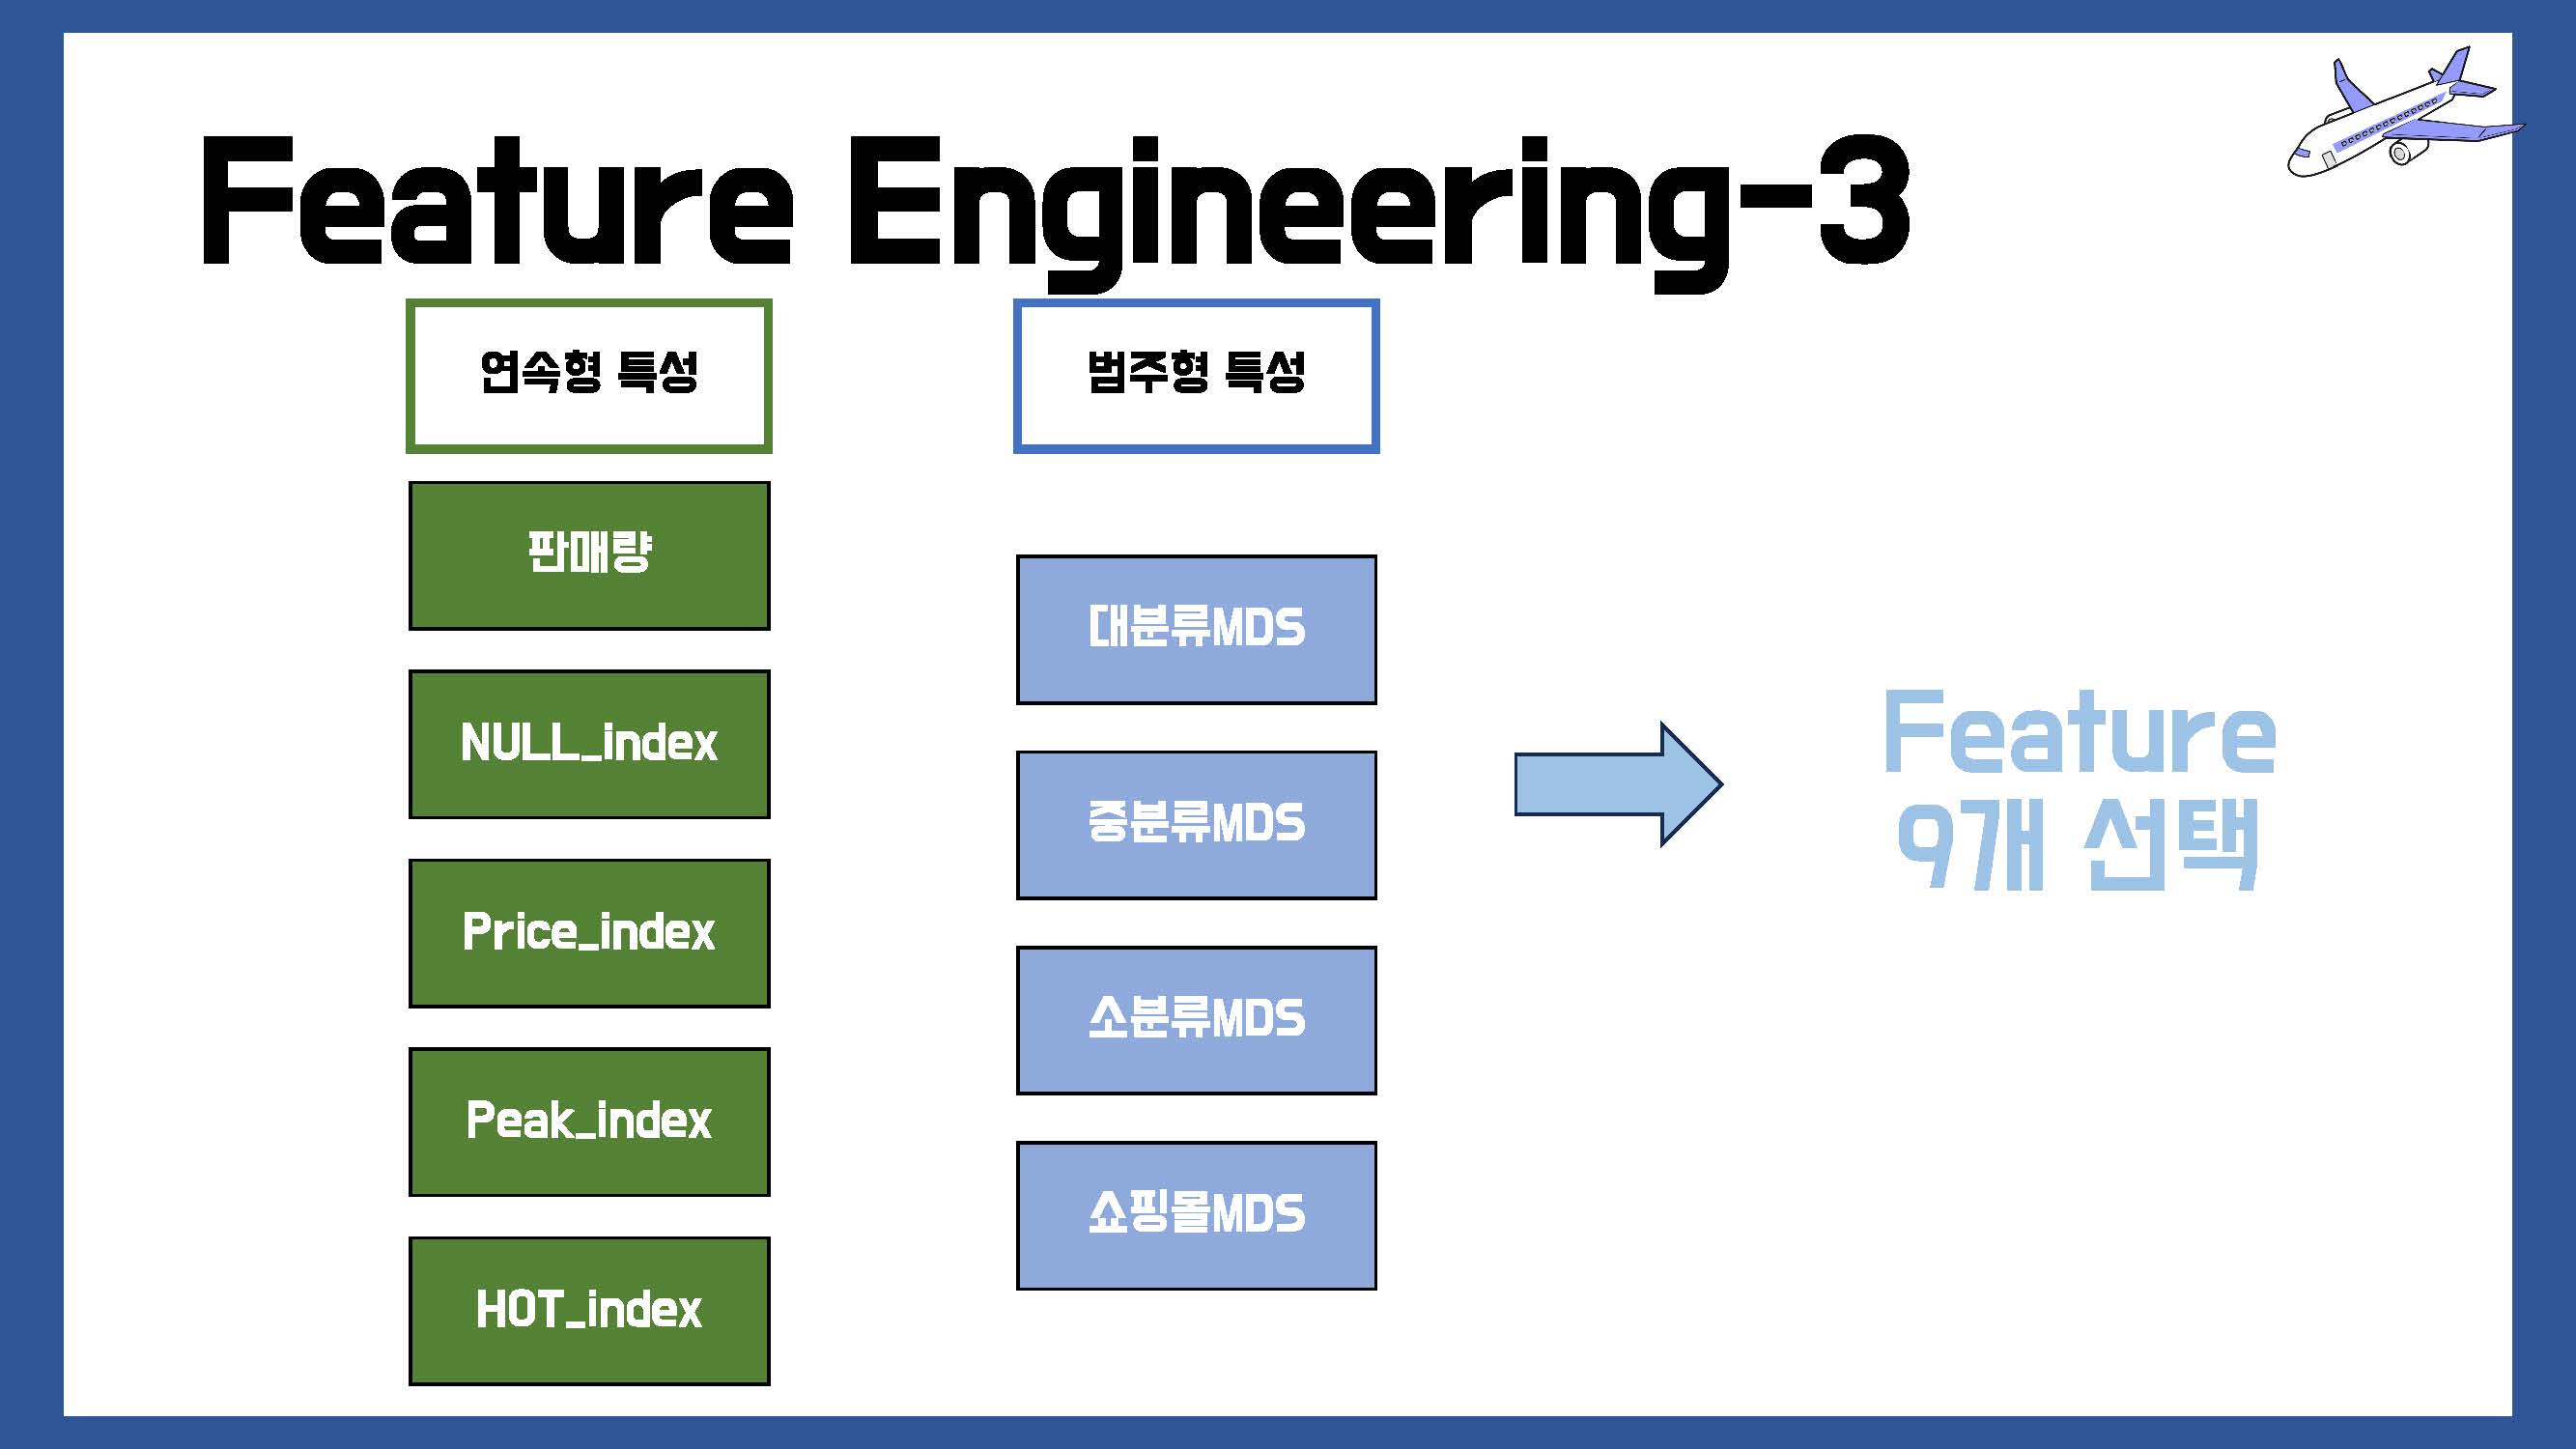 Feature Engineering-3
연속형 특성
판매량
NULL_index
Price_index
Peak_index
HOT_index
범주형 특성
대분류MDS
중분류MDS
소분류MDS
쇼핑몰MDS
Feature
9개 선택